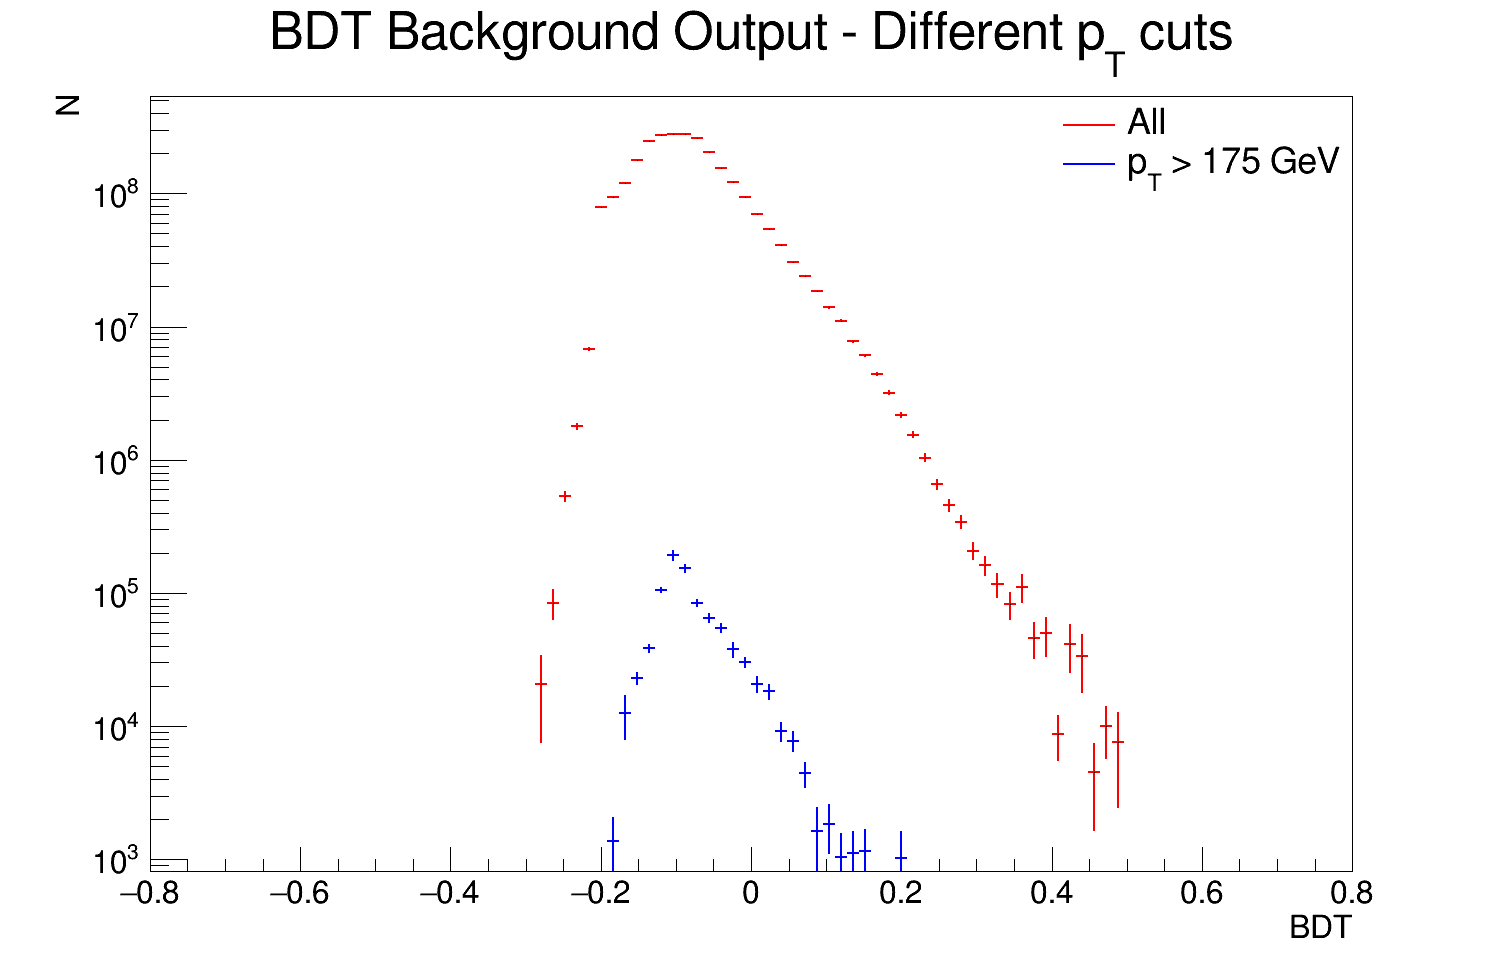 BDT Background Output - Different p_T cuts
N
All
p_T > 175 GeV
10^8
10^7
10^6
10^5
10^4
10^3
−0.8 −0.6 −0.4 −0.2 0 0.2 0.4 0.6 0.8
BDT